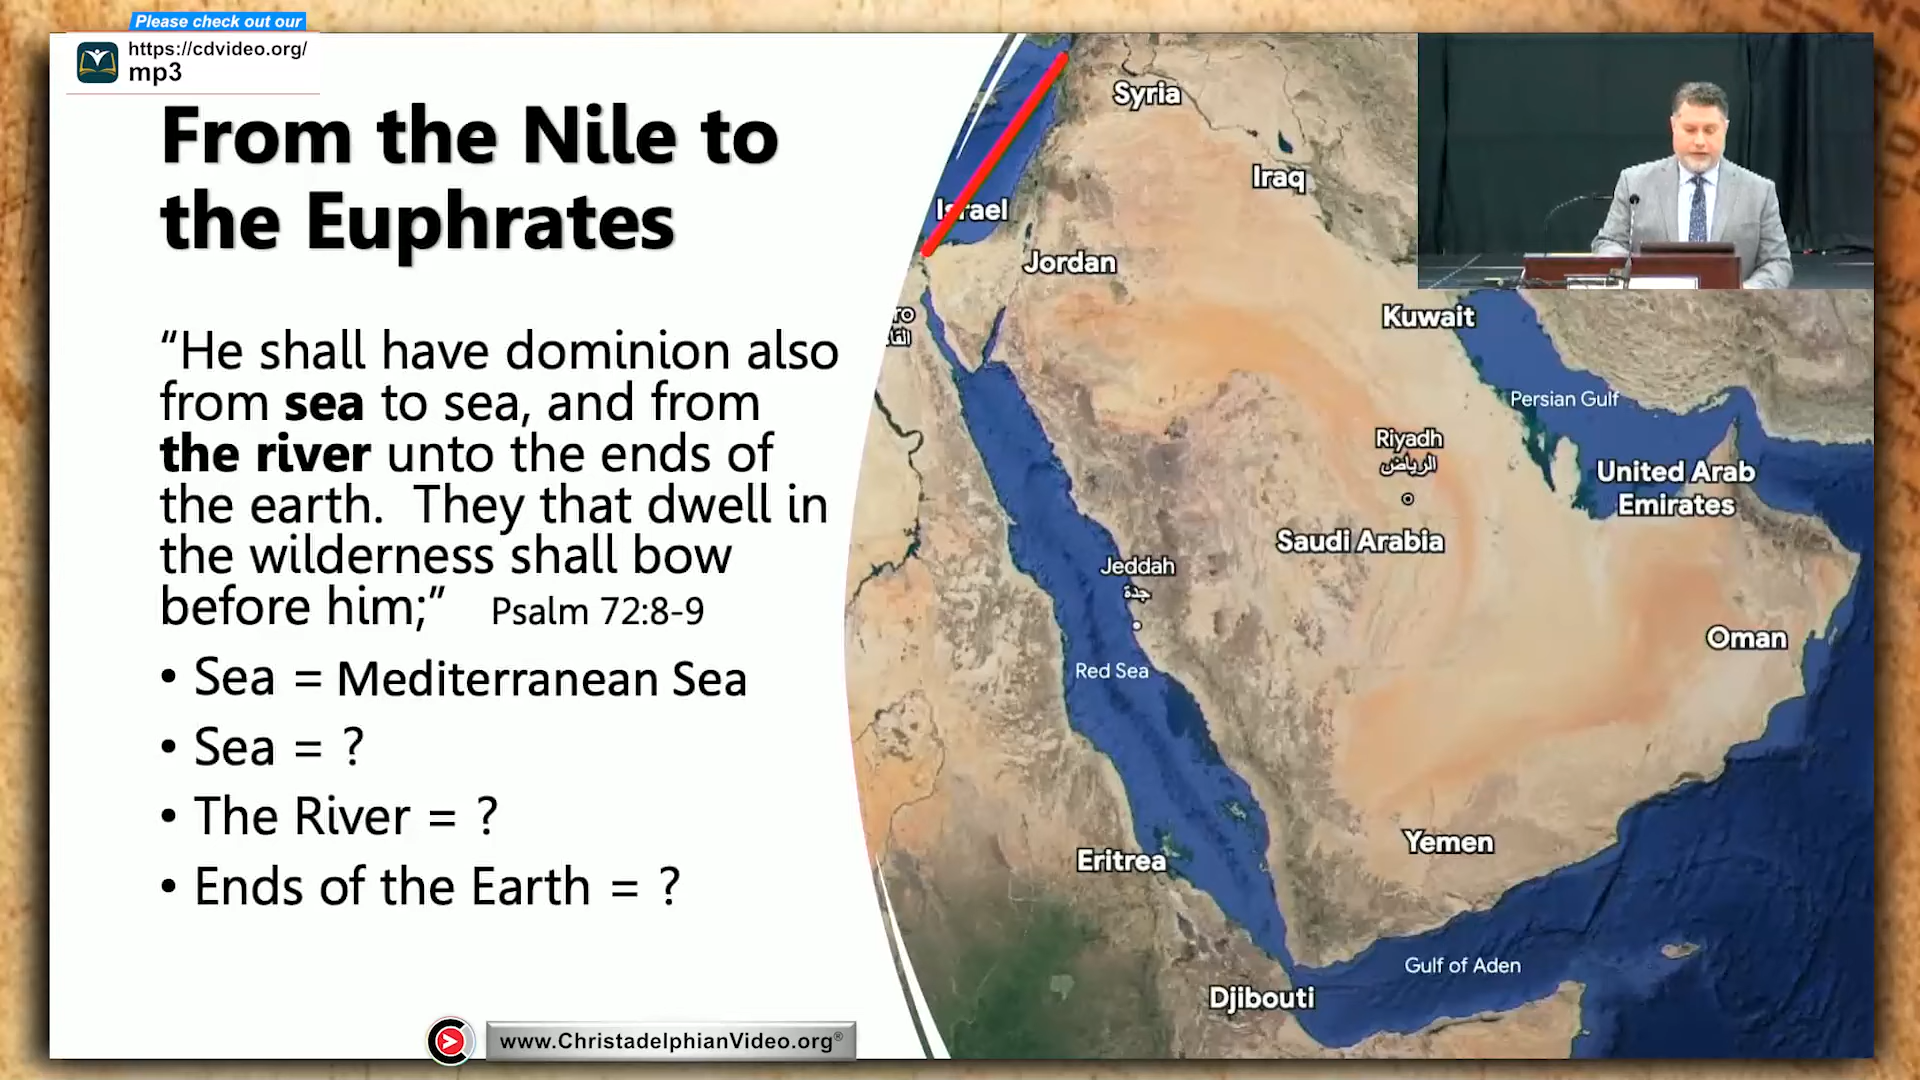 Please check out our
https://cdvideo.org/
mp3
From the Nile to
the Euphrates
“He shall have dominion also
from sea to sea, and from
the river unto the ends of
the earth.  They that dwell in
the wilderness shall bow
before him;” Psalm 72:8-9
• Sea = Mediterranean Sea
• Sea = ?
• The River = ?
• Ends of the Earth = ?
www.ChristadelphianVideo.org®
Syria
Iraq
Israel
Jordan
Kuwait
Persian Gulf
Riyadh
الرياض
United Arab
Emirates
Saudi Arabia
Jeddah
جدة
Oman
Red Sea
Yemen
Eritrea
Gulf of Aden
Djibouti